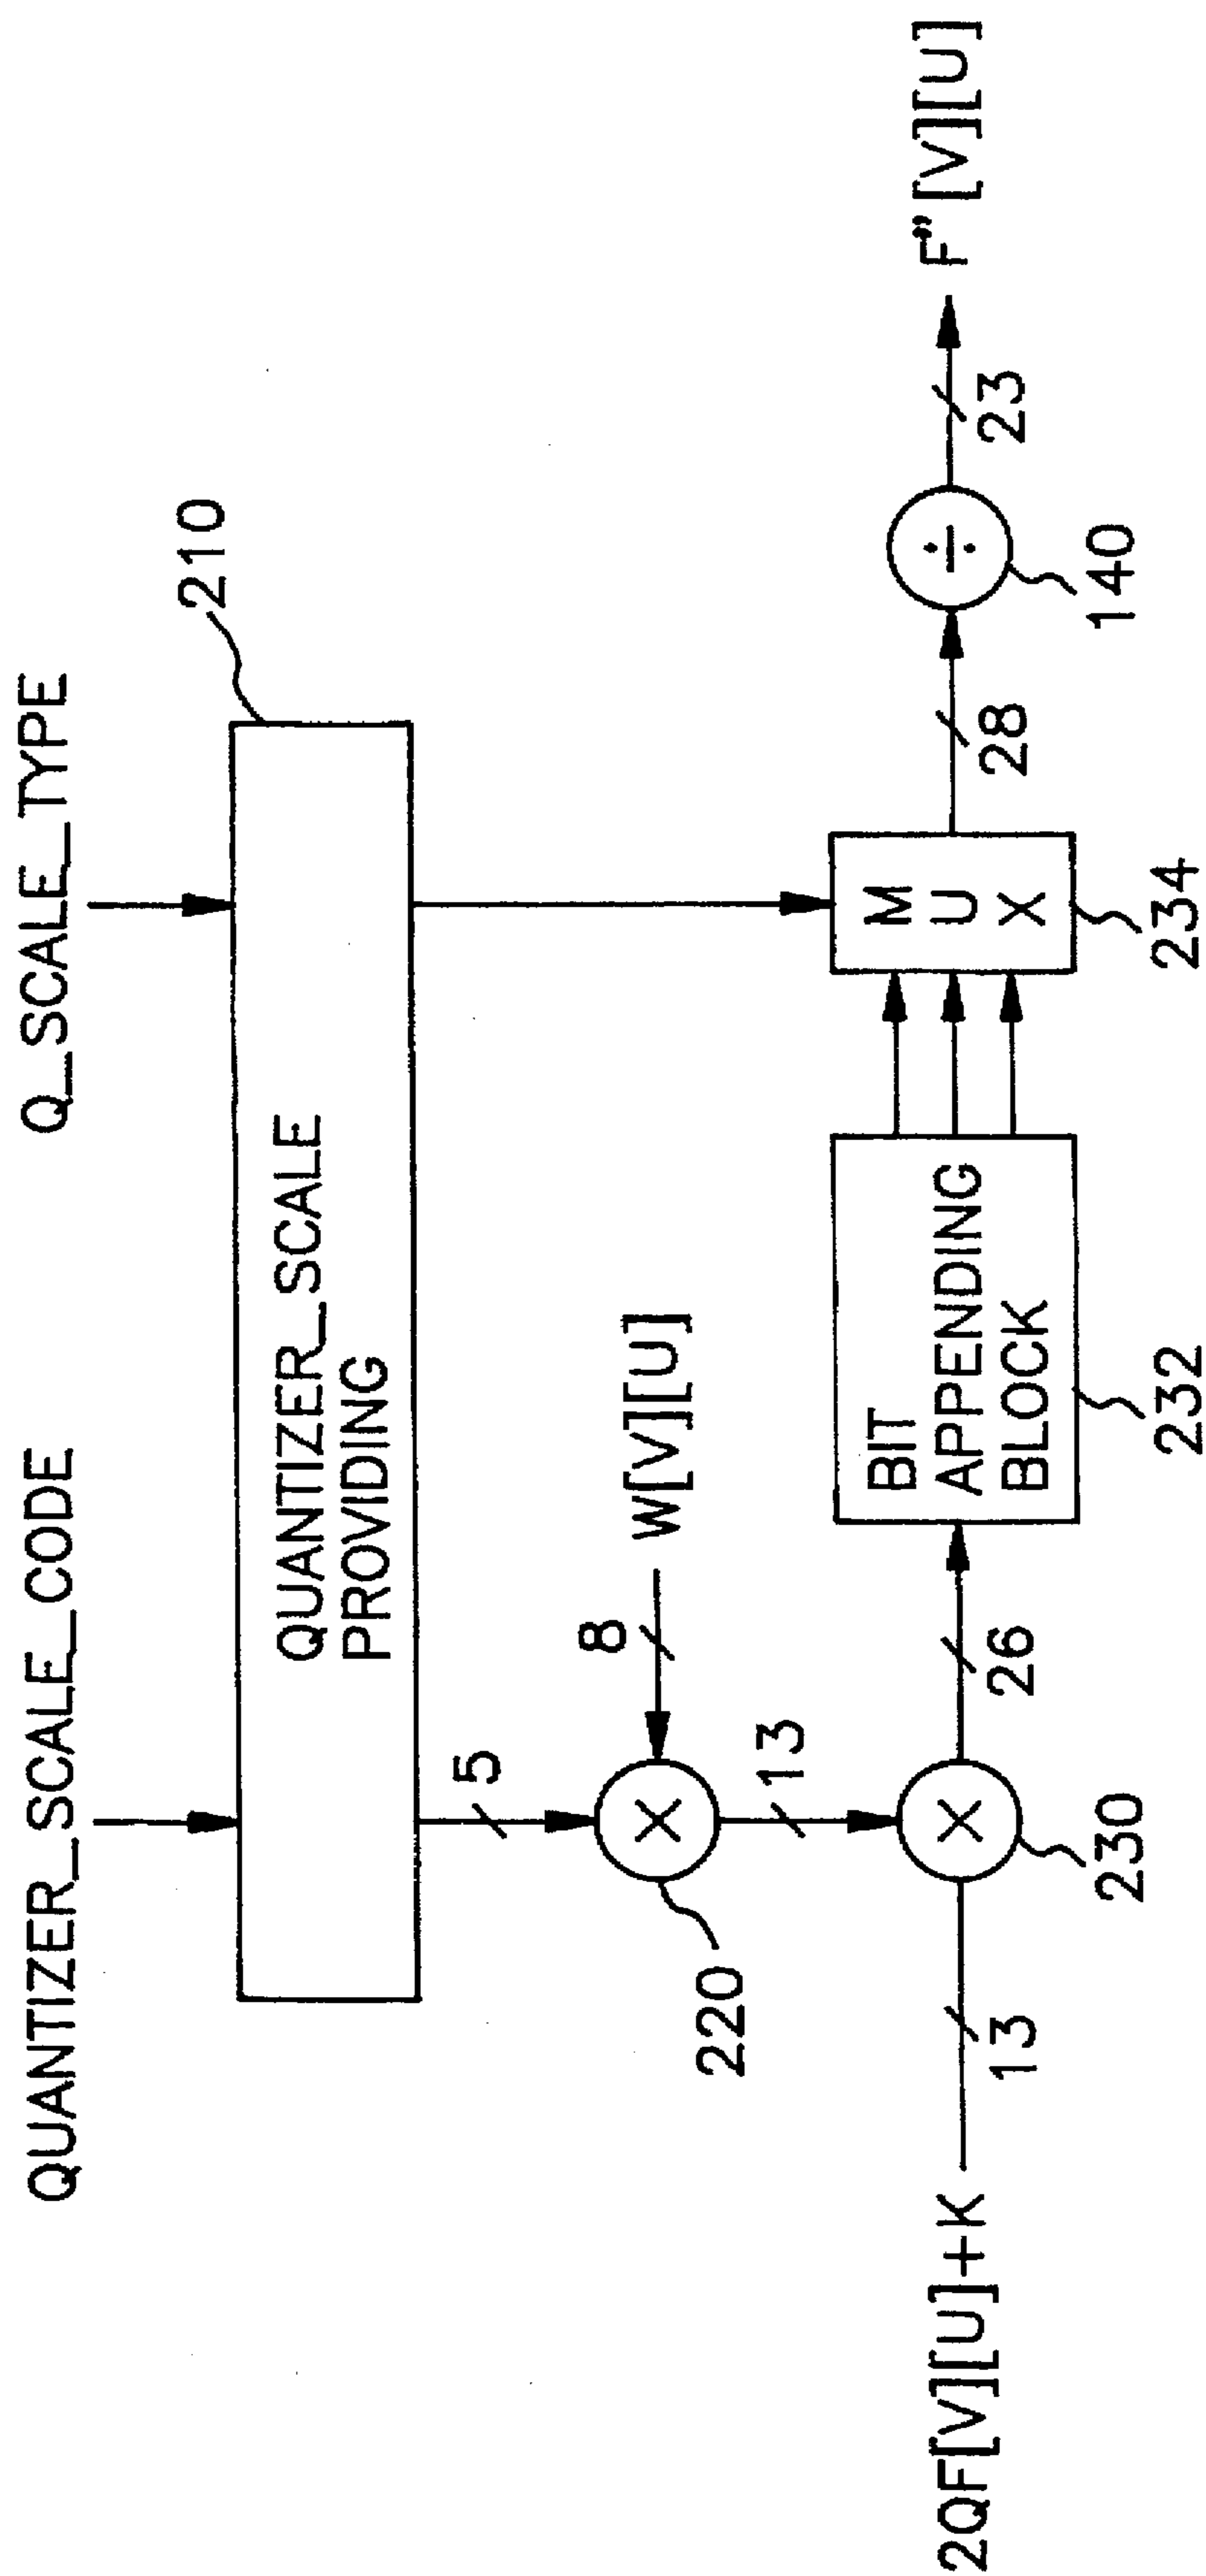 QUANTIZER_SCALE_CODE
Q_SCALE_TYPE
210
QUANTIZER_SCALE
PROVIDING
5
8
W[V][U]
220
13
2QF[V][U]+K
13
230
26
BIT
APPENDING
BLOCK
232
M
U
X
234
28
140
23
F"[V][U]